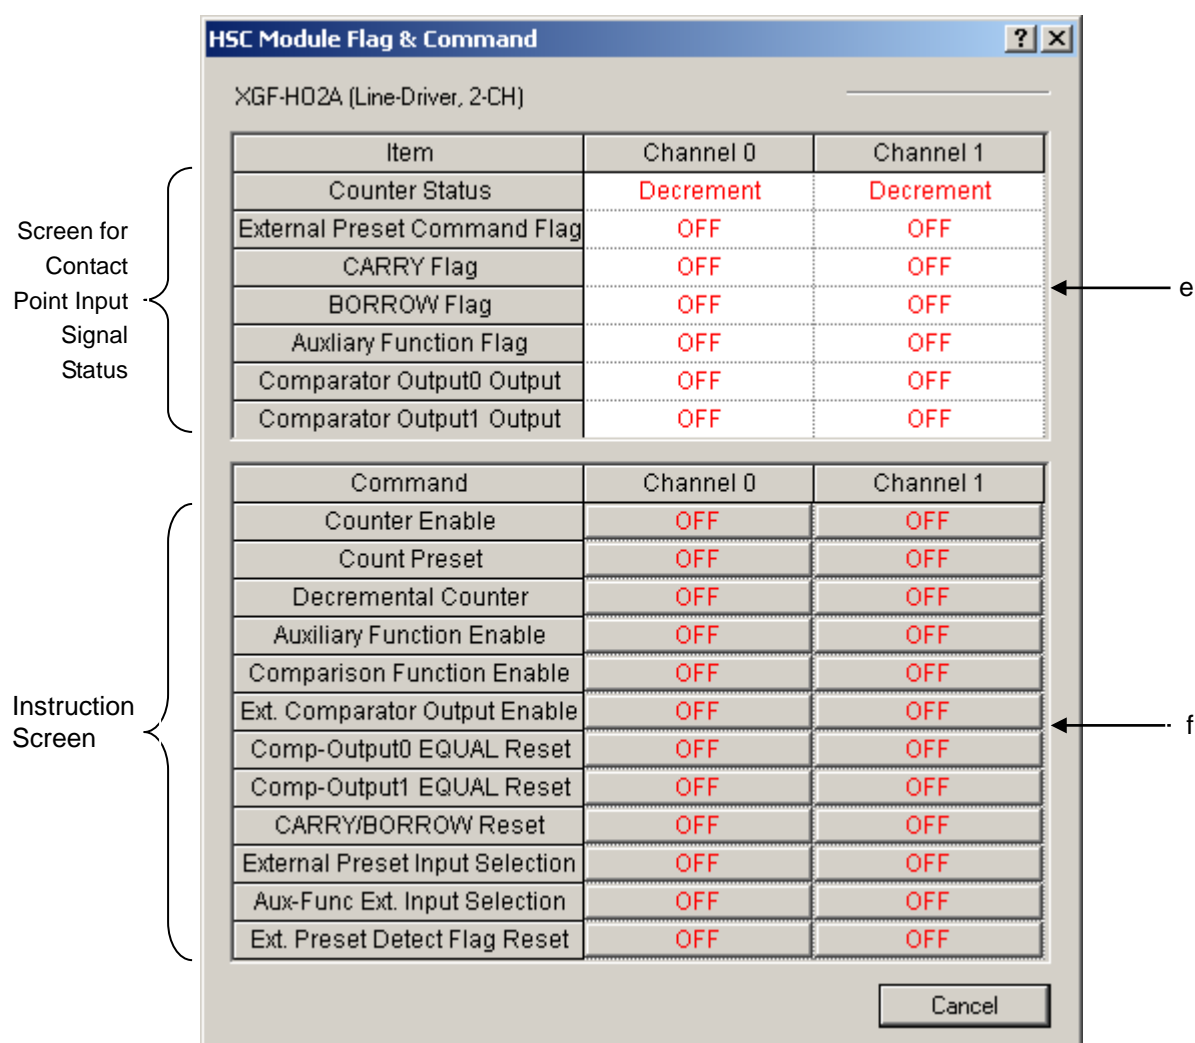 HSC Module Flag & Command
XGF-HO2A (Line-Driver, 2-CH)
Item Channel 0 Channel 1
Counter Status Decrement Decrement
External Preset Command Flag OFF OFF
CARRY Flag OFF OFF
BORROW Flag OFF OFF
Auxliary Function Flag OFF OFF
Comparator Output0 Output OFF OFF
Comparator Output1 Output OFF OFF
Screen for
Contact
Point Input
Signal
Status
e
Command Channel 0 Channel 1
Counter Enable OFF OFF
Count Preset OFF OFF
Decremental Counter OFF OFF
Auxiliary Function Enable OFF OFF
Comparison Function Enable OFF OFF
Ext. Comparator Output Enable OFF OFF
Comp-Output0 EQUAL Reset OFF OFF
Comp-Output1 EQUAL Reset OFF OFF
CARRY/BORROW Reset OFF OFF
External Preset Input Selection OFF OFF
Aux-Func Ext. Input Selection OFF OFF
Ext. Preset Detect Flag Reset OFF OFF
Instruction
Screen
f
Cancel